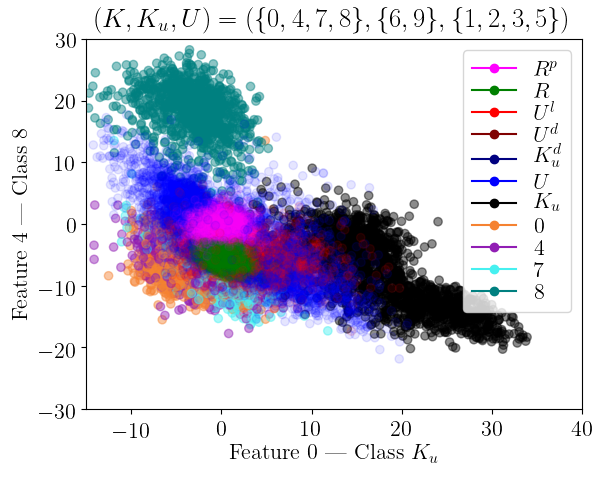 (K, K_u, U) = ({0, 4, 7, 8}, {6, 9}, {1, 2, 3, 5})
30
20
10
0
−10
−20
−30
Feature 4 — Class 8
−10 0 10 20 30 40
Feature 0 — Class K_u
R^p
R
U^l
U^d
K_u^d
U
K_u
0
4
7
8